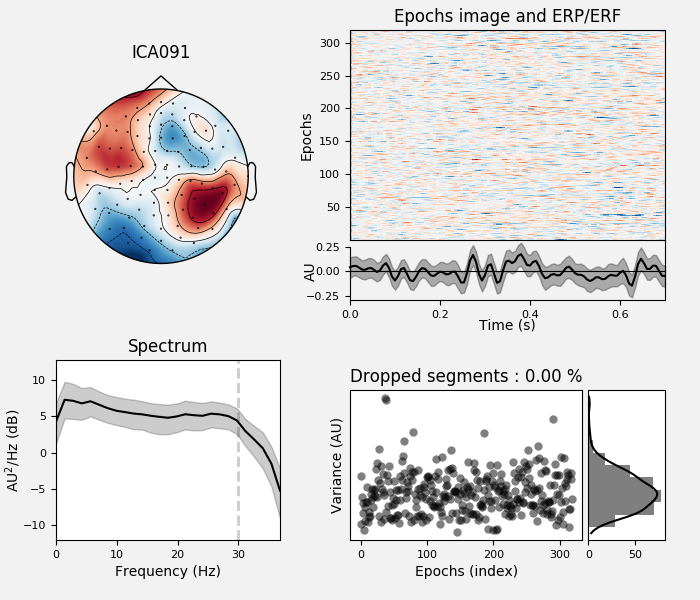 ICA091
Epochs image and ERP/ERF
Epochs
300
250
200
150
100
50
AU
0.25
0.00
−0.25
0.0
0.2
0.4
0.6
Time (s)
Spectrum
AU²/Hz (dB)
10
5
0
−5
−10
0
10
20
30
Frequency (Hz)
Dropped segments : 0.00 %
Variance (AU)
0
100
200
300
Epochs (index)
0
50